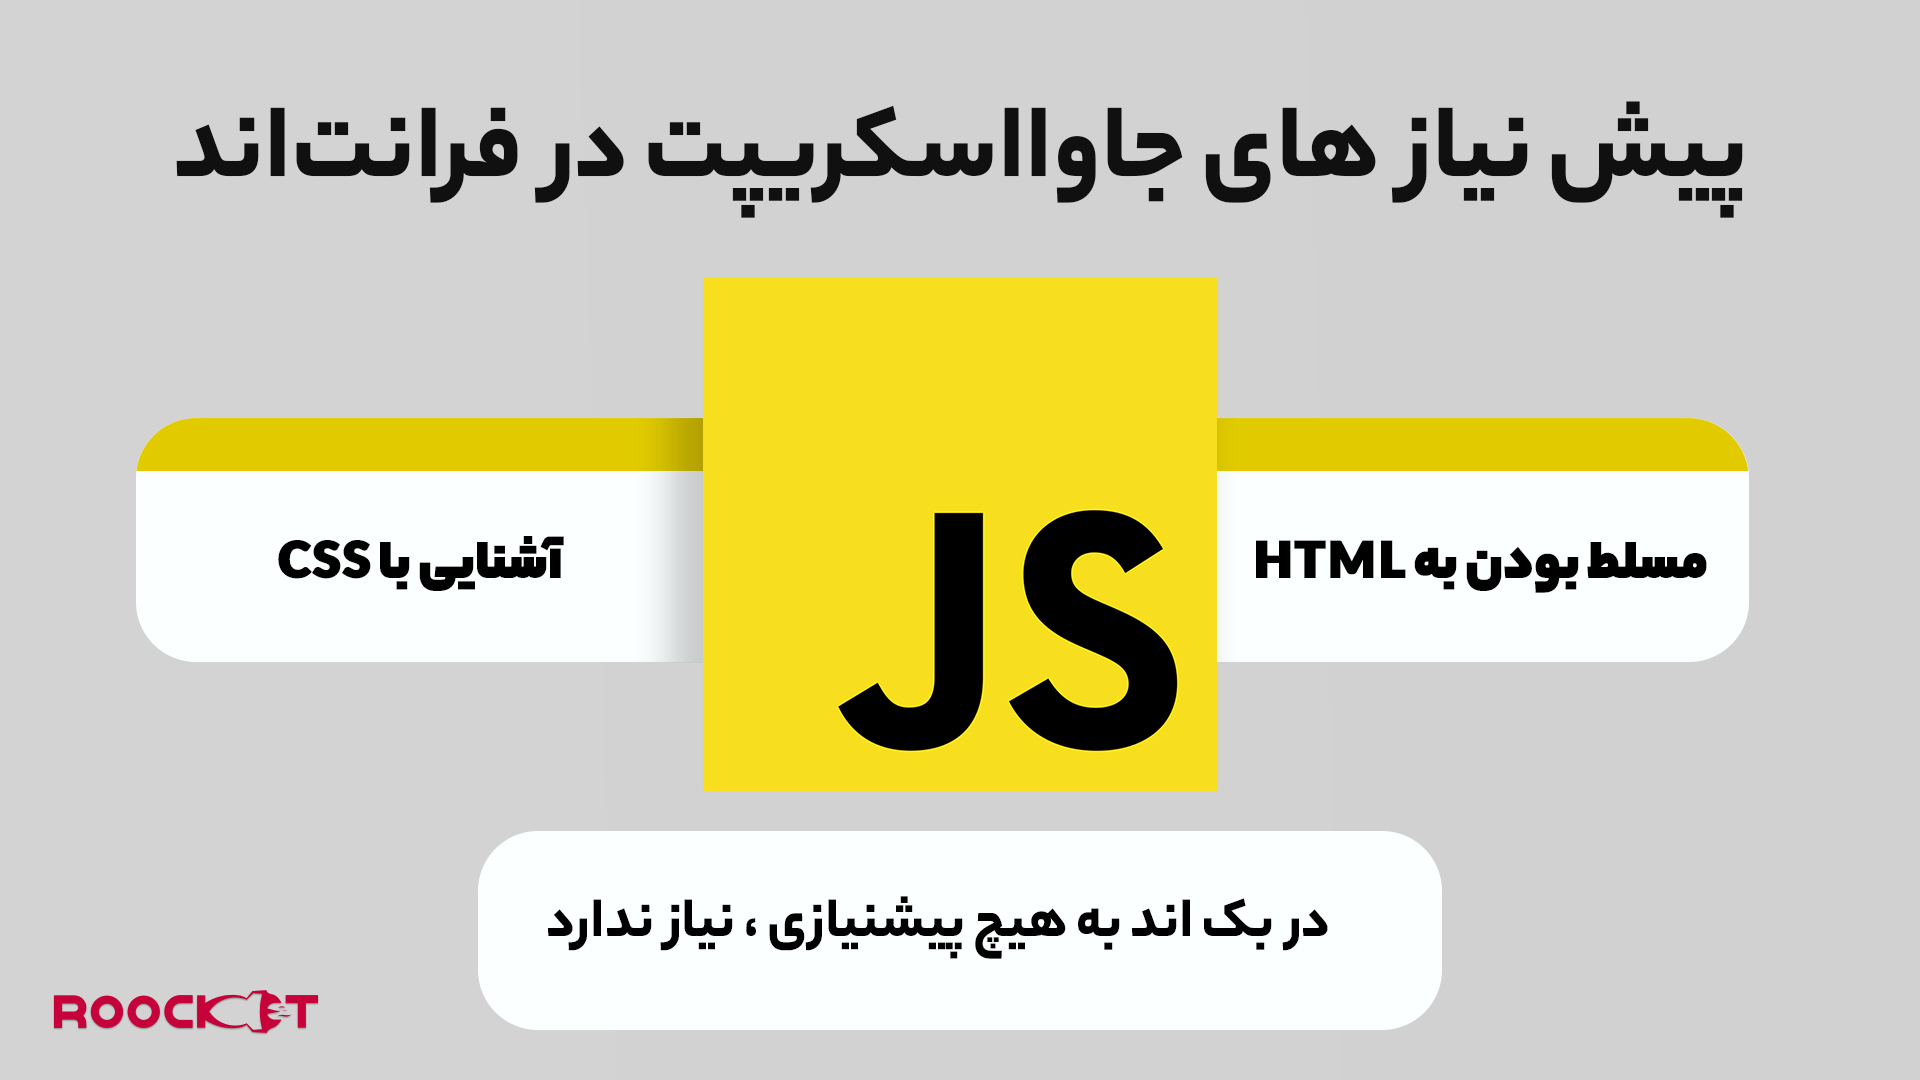 پیش نیاز های جاوااسکریپت در فرانت‌اند
مسلط بودن به HTML
آشنایی با CSS
JS
در بک اند به هیچ پیشنیازی ، نیاز ندارد
ROOCKET